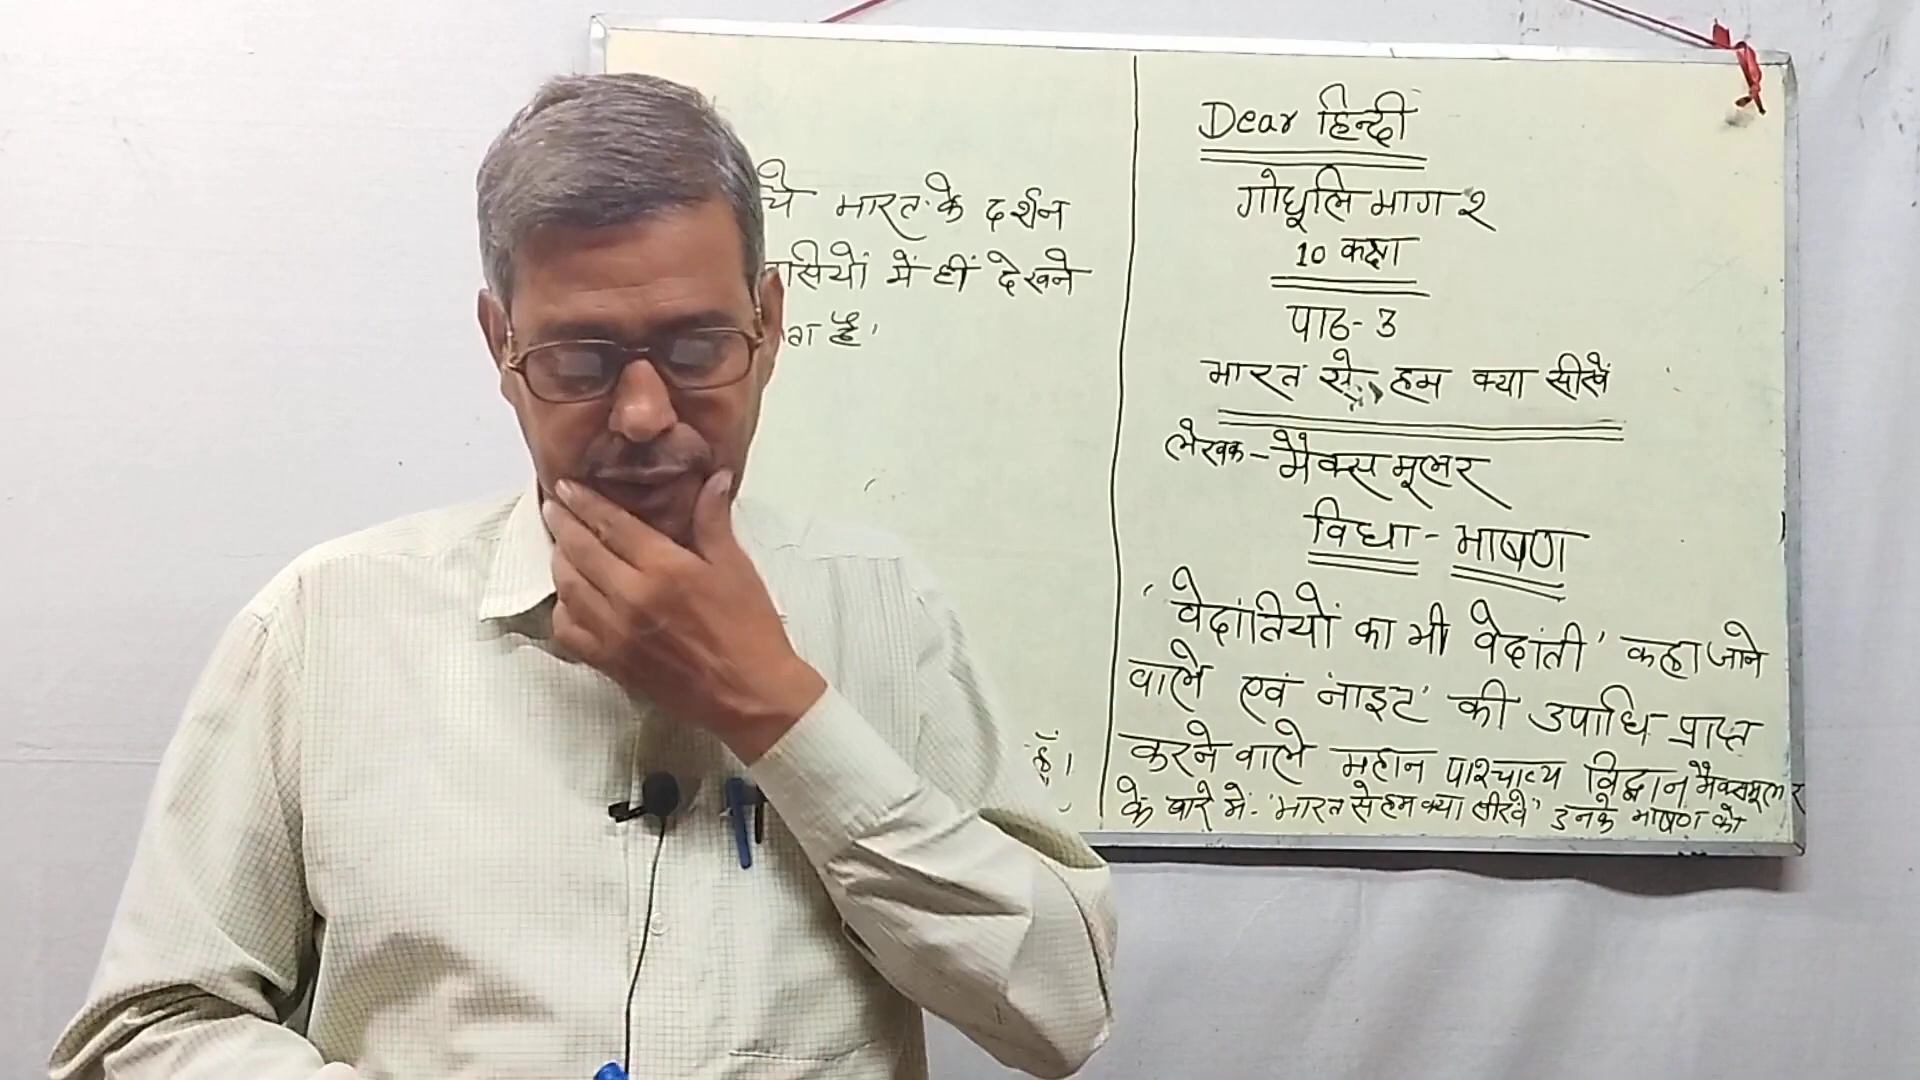 भारत के दर्शन
में हीं देखने
है।
हैं।
Dear हिन्दी
गोधूलि भाग २
10 कक्षा
पाठ-3
भारत से हम क्या सीखें
लेखक-मैक्समूलर
विधा-भाषण
'वेदांतियों का भी वेदांती' कहा जाने
वाले एवं 'नाइट' की उपाधि प्राप्त
करने वाले महान पाश्चात्य विद्वान मैक्समूलर
के बारे में- "भारत से हम क्या सीखें" उनके भाषण को